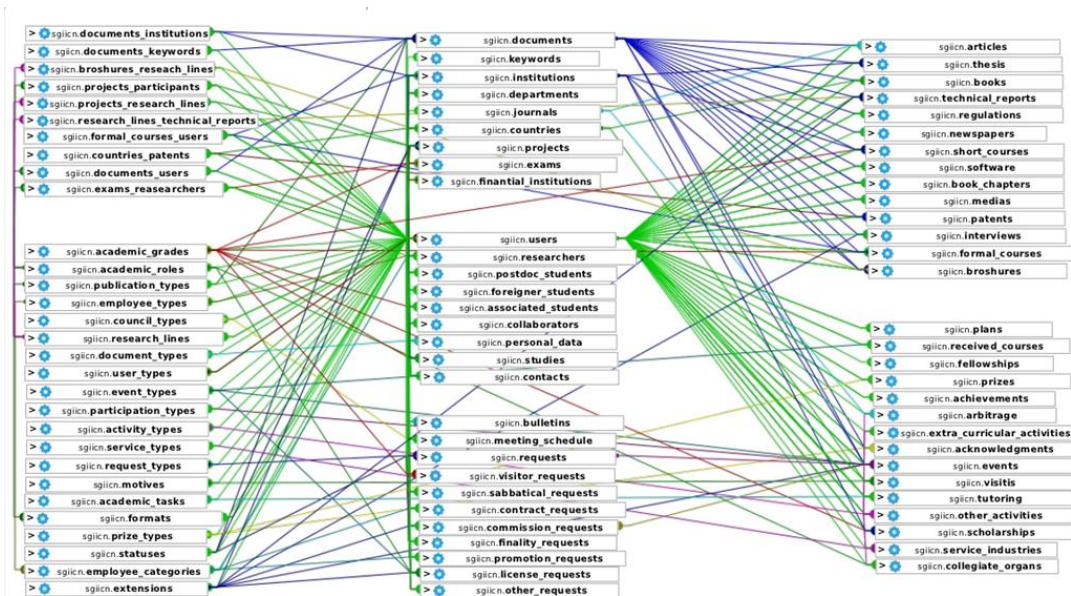 sgiicn.documents_institutions
sgiicn.documents_keywords
sgiicn.broshures_reseach_lines
sgiicn.projects_participants
sgiicn.projects_research_lines
sgiicn.research_lines_technical_reports
sgiicn.formal_courses_users
sgiicn.countries_patents
sgiicn.documents_users
sgiicn.exams_reasearchers
sgiicn.academic_grades
sgiicn.academic_roles
sgiicn.publication_types
sgiicn.employee_types
sgiicn.council_types
sgiicn.research_lines
sgiicn.document_types
sgiicn.user_types
sgiicn.event_types
sgiicn.participation_types
sgiicn.activity_types
sgiicn.service_types
sgiicn.request_types
sgiicn.motives
sgiicn.academic_tasks
sgiicn.formats
sgiicn.prize_types
sgiicn.statuses
sgiicn.employee_categories
sgiicn.extensions
sgiicn.documents
sgiicn.keywords
sgiicn.institutions
sgiicn.departments
sgiicn.journals
sgiicn.countries
sgiicn.projects
sgiicn.exams
sgiicn.finantial_institutions
sgiicn.users
sgiicn.researchers
sgiicn.postdoc_students
sgiicn.foreigner_students
sgiicn.associated_students
sgiicn.collaborators
sgiicn.personal_data
sgiicn.studies
sgiicn.contacts
sgiicn.bulletins
sgiicn.meeting_schedule
sgiicn.requests
sgiicn.visitor_requests
sgiicn.sabbatical_requests
sgiicn.contract_requests
sgiicn.commission_requests
sgiicn.finality_requests
sgiicn.promotion_requests
sgiicn.license_requests
sgiicn.other_requests
sgiicn.articles
sgiicn.thesis
sgiicn.books
sgiicn.technical_reports
sgiicn.regulations
sgiicn.newspapers
sgiicn.short_courses
sgiicn.software
sgiicn.book_chapters
sgiicn.medias
sgiicn.patents
sgiicn.interviews
sgiicn.formal_courses
sgiicn.broshures
sgiicn.plans
sgiicn.received_courses
sgiicn.fellowships
sgiicn.prizes
sgiicn.achievements
sgiicn.arbitrage
sgiicn.extra_curricular_activities
sgiicn.acknowledgments
sgiicn.events
sgiicn.visitis
sgiicn.tutoring
sgiicn.other_activities
sgiicn.scholarships
sgiicn.service_industries
sgiicn.collegiate_organs